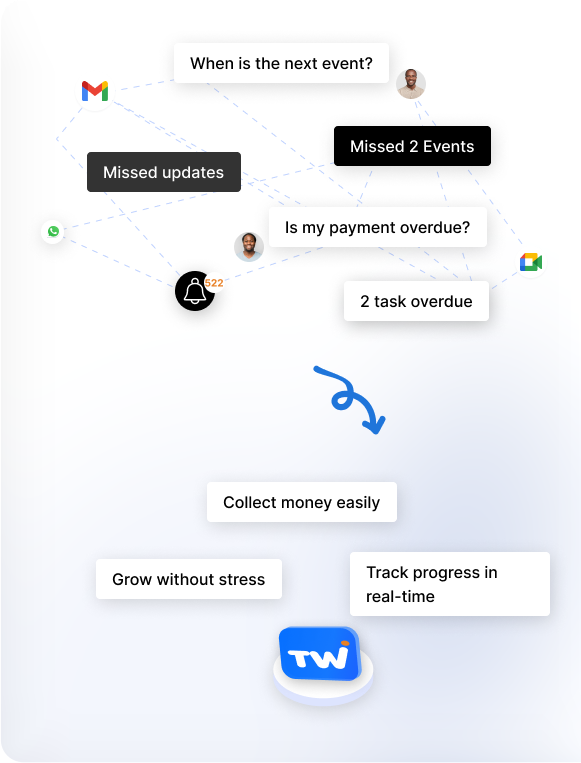 When is the next event?
Missed 2 Events
Missed updates
Is my payment overdue?
522
2 task overdue
Collect money easily
Grow without stress
Track progress in
real-time
TWI